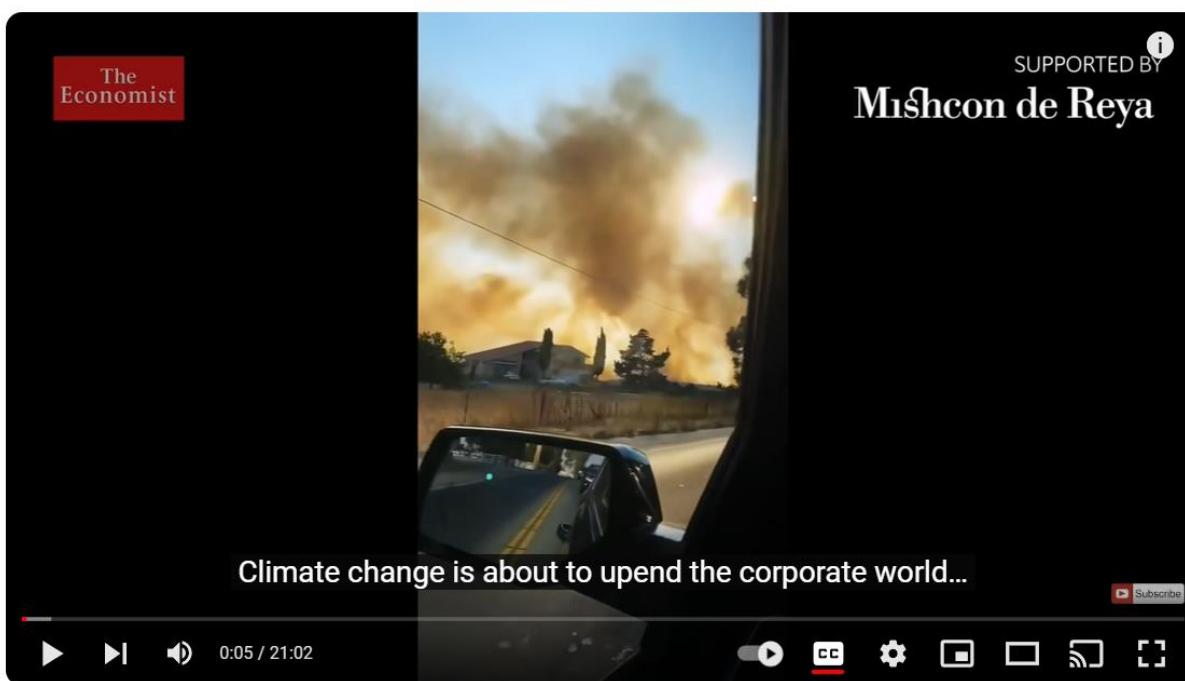 The
Economist
SUPPORTED BY
Mishcon de Reya
Climate change is about to upend the corporate world…
Subscribe
0:05 / 21:02
CC